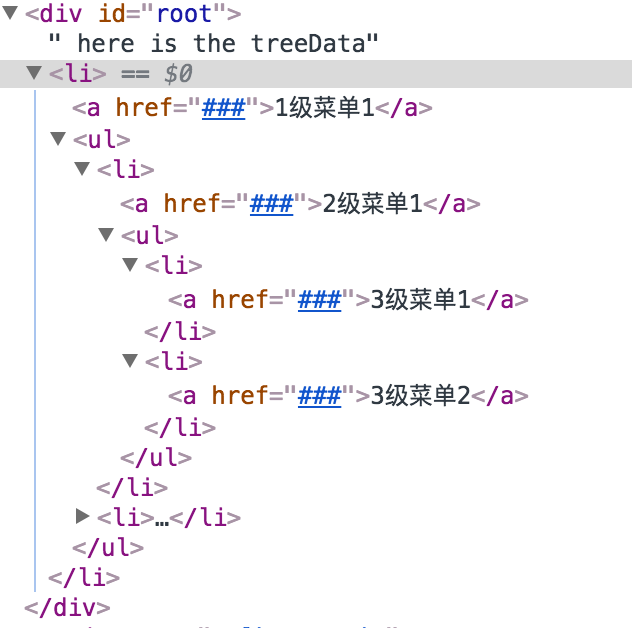 <div id="root">
" here is the treeData"
<li> == $0
<a href="###">1级菜单1</a>
<ul>
<li>
<a href="###">2级菜单1</a>
<ul>
<li>
<a href="###">3级菜单1</a>
</li>
<li>
<a href="###">3级菜单2</a>
</li>
</ul>
</li>
<li>…</li>
</ul>
</li>
</div>